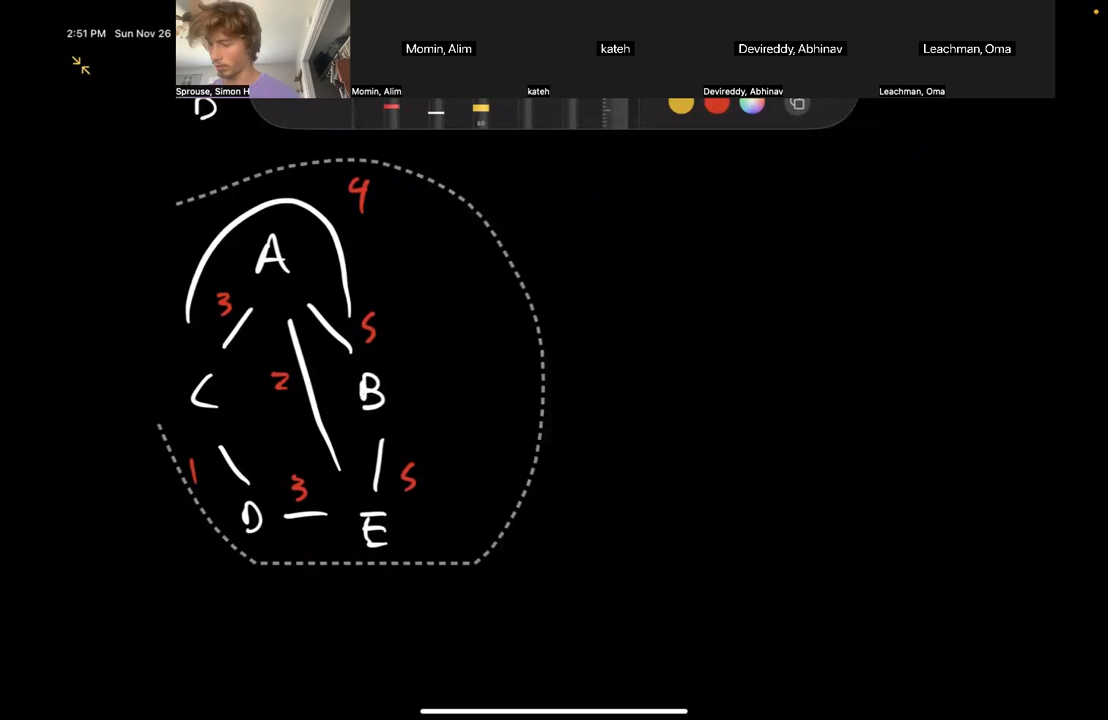 2:51 PM Sun Nov 26
Momin, Alim
kateh
Devireddy, Abhinav
Leachman, Oma
Sprouse, Simon H
Momin, Alim
kateh
Devireddy, Abhinav
Leachman, Oma
80
D
4
A
3
5
C
2
B
1
3
5
D
E